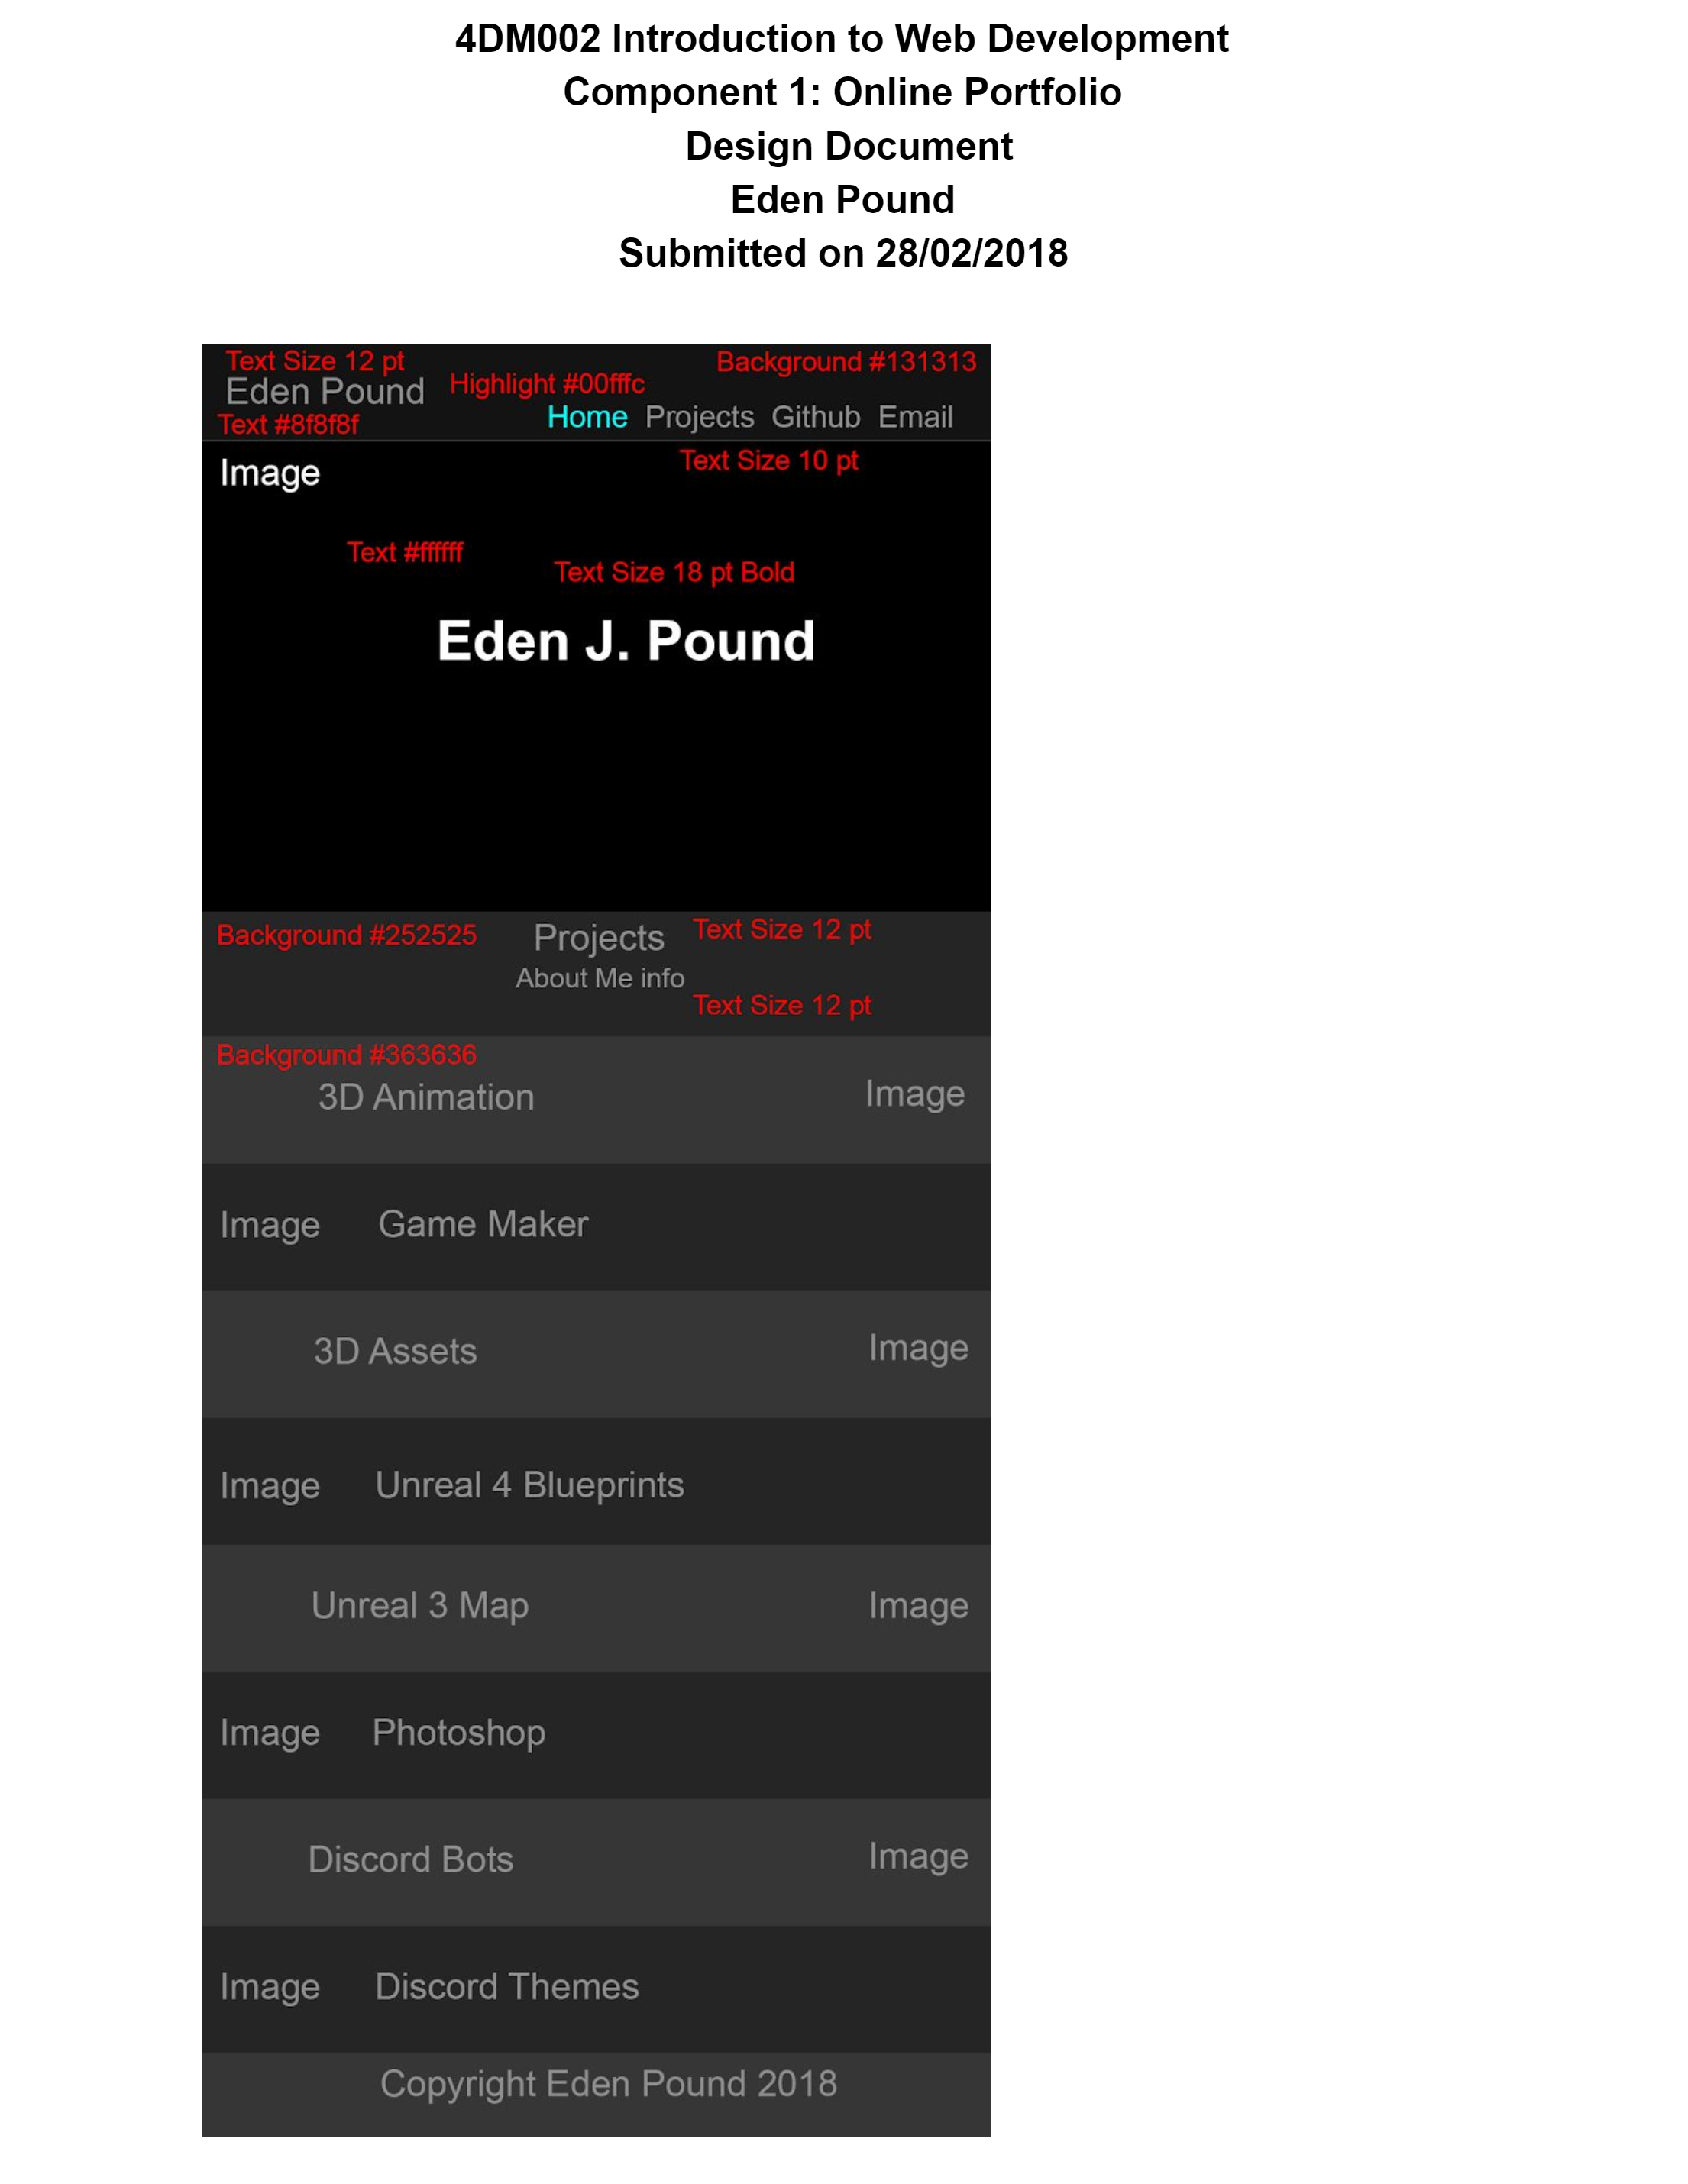 4DM002 Introduction to Web Development
Component 1: Online Portfolio
Design Document
Eden Pound
Submitted on 28/02/2018
Text Size 12 pt
Background #131313
Eden Pound
Highlight #00fffc
Text #8f8f8f
Home Projects Github Email
Image
Text Size 10 pt
Text #ffffff
Text Size 18 pt Bold
Eden J. Pound
Background #252525
Projects
Text Size 12 pt
About Me info
Text Size 12 pt
Background #363636
3D Animation
Image
Image
Game Maker
3D Assets
Image
Image
Unreal 4 Blueprints
Unreal 3 Map
Image
Image
Photoshop
Discord Bots
Image
Image
Discord Themes
Copyright Eden Pound 2018